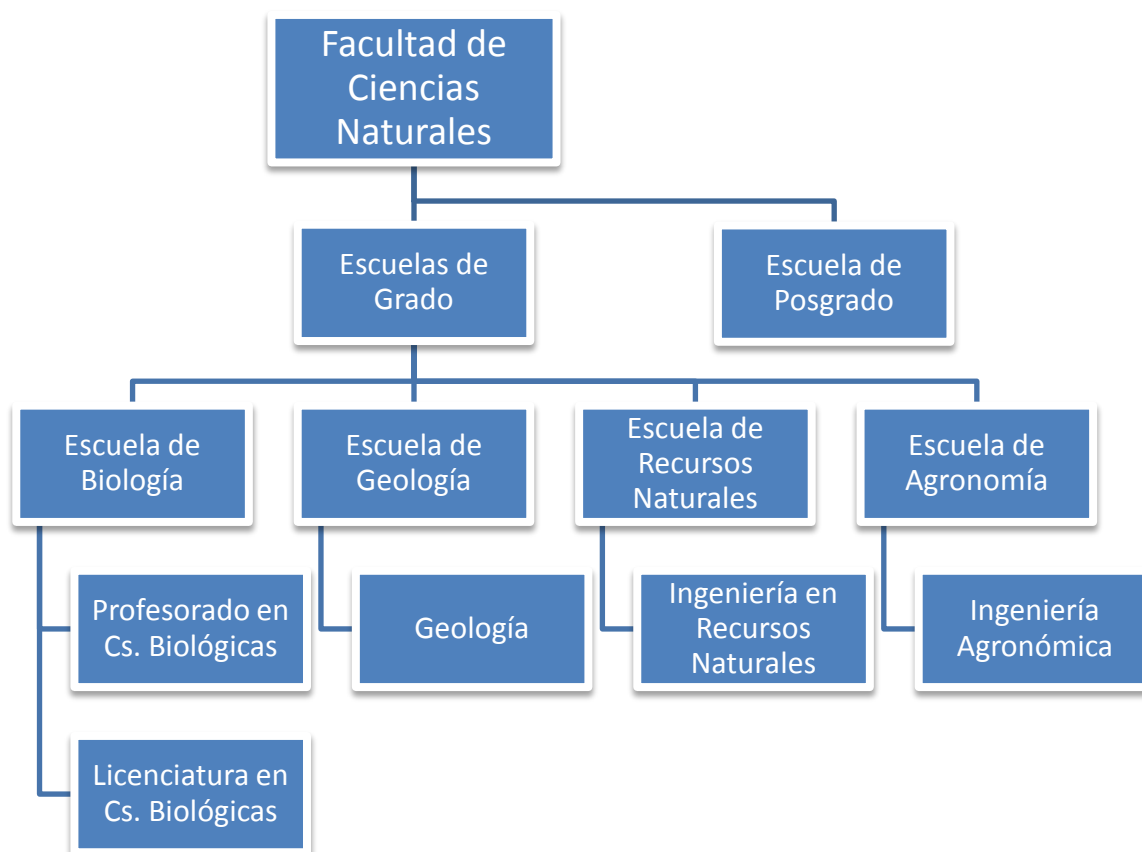 Facultad de
Ciencias
Naturales
Escuelas de
Grado
Escuela de
Posgrado
Escuela de
Biología
Escuela de
Geología
Escuela de
Recursos
Naturales
Escuela de
Agronomía
Profesorado en
Cs. Biológicas
Geología
Ingeniería en
Recursos
Naturales
Ingeniería
Agronómica
Licenciatura en
Cs. Biológicas